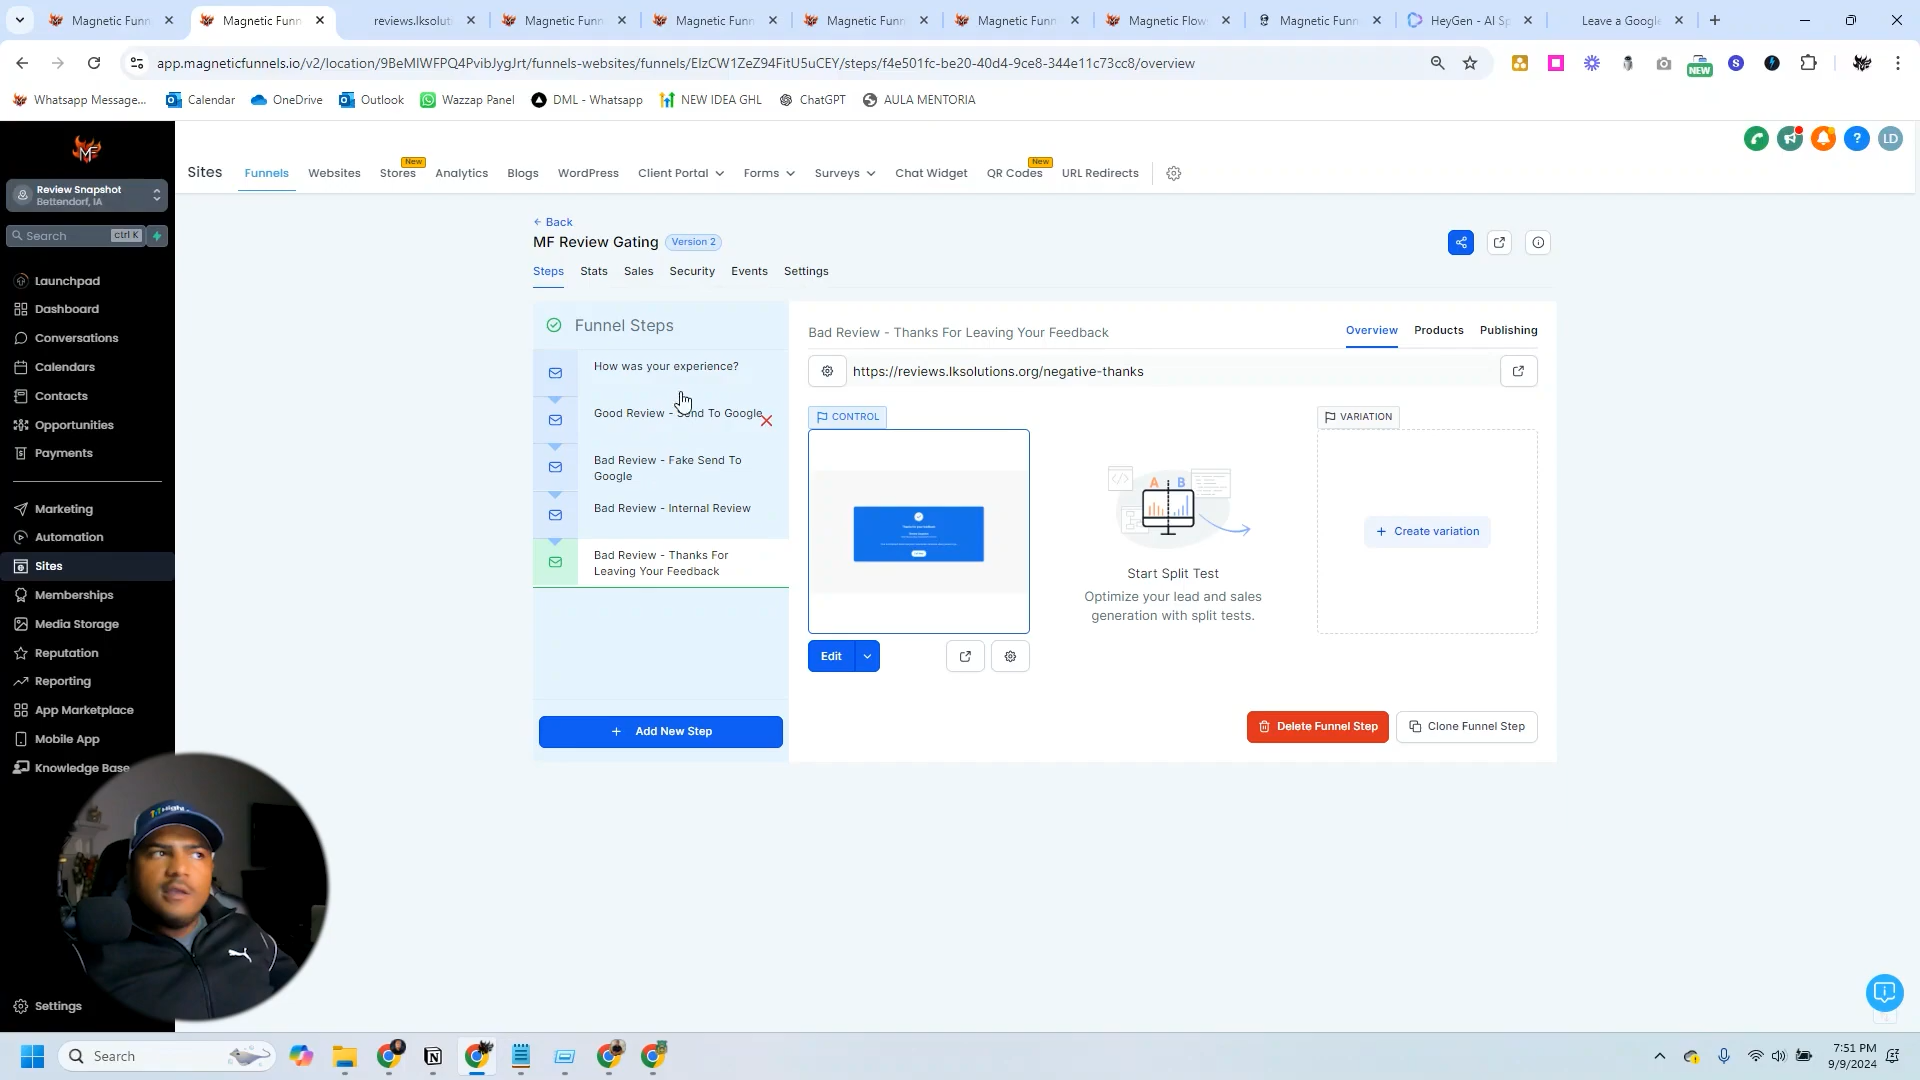 Magnetic Funn
Magnetic Funn
reviews.lksoluti
Magnetic Funn
Magnetic Funn
Magnetic Funn
Magnetic Funn
Magnetic Flow
Magnetic Funn
HeyGen - AI Sp
Leave a Google
app.magneticfunnels.io/v2/location/9BeMIWFPQ4PvibJygJrt/funnels-websites/funnels/EIzCW1ZeZ94FitU5uCEY/steps/f4e501fc-be20-40d4-9ce8-344e11c73cc8/overview
NEW
Whatsapp Message...
Calendar
OneDrive
Outlook
Wazzap Panel
DML - Whatsapp
NEW IDEA GHL
ChatGPT
AULA MENTORIA
MF
LD
Sites
Funnels
Websites
Stores
New
Analytics
Blogs
WordPress
Client Portal
Forms
Surveys
Chat Widget
QR Codes
New
URL Redirects
Review Snapshot
Bettendorf, IA
Search
ctrl K
Launchpad
Dashboard
Conversations
Calendars
Contacts
Opportunities
Payments
Marketing
Automation
Sites
Memberships
Media Storage
Reputation
Reporting
App Marketplace
Mobile App
Knowledge Base
Settings
← Back
MF Review Gating
Version 2
Steps
Stats
Sales
Security
Events
Settings
Funnel Steps
How was your experience?
Good Review - Send To Google
Bad Review - Fake Send To
Google
Bad Review - Internal Review
Bad Review - Thanks For
Leaving Your Feedback
+ Add New Step
Bad Review - Thanks For Leaving Your Feedback
Overview
Products
Publishing
https://reviews.lksolutions.org/negative-thanks
CONTROL
VARIATION
A B
Start Split Test
Optimize your lead and sales
generation with split tests.
+ Create variation
Edit
Delete Funnel Step
Clone Funnel Step
Search
7:51 PM
9/9/2024